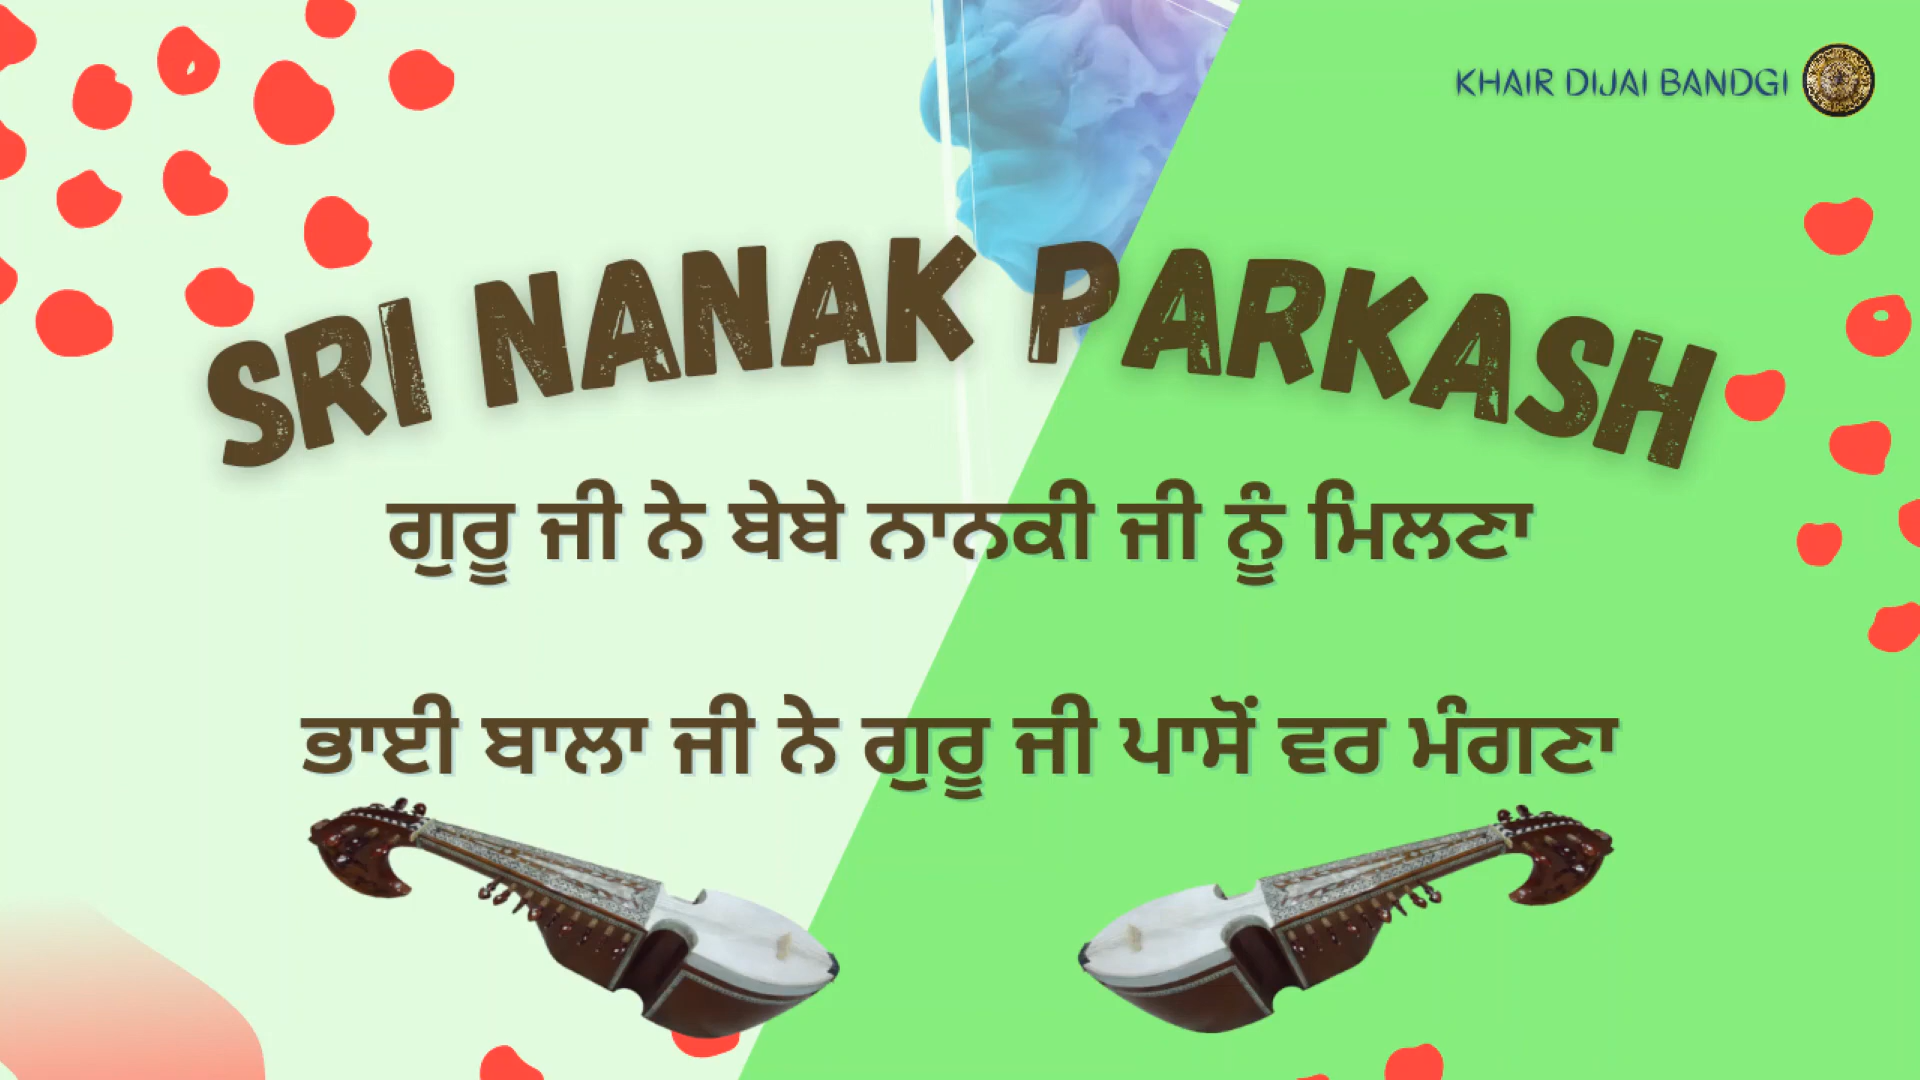 KHAIR DIJAI BANDGI
SRI NANAK PARKASH
ਗੁਰੂ ਜੀ ਨੇ ਬੇਬੇ ਨਾਨਕੀ ਜੀ ਨੂੰ ਮਿਲਣਾ
ਭਾਈ ਬਾਲਾ ਜੀ ਨੇ ਗੁਰੂ ਜੀ ਪਾਸੋਂ ਵਰ ਮੰਗਣਾ